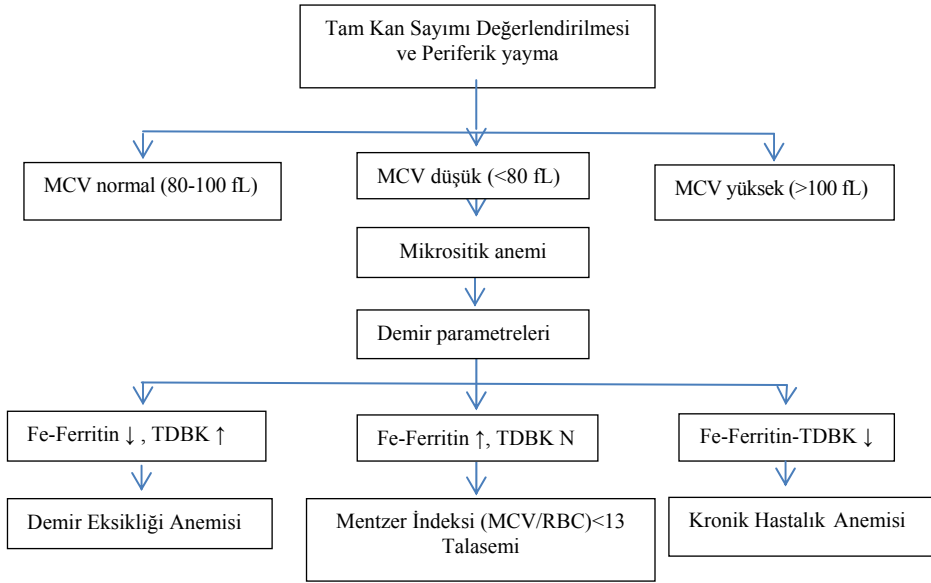 Tam Kan Sayımı Değerlendirilmesi
ve Periferik yayma
MCV normal (80-100 fL)
MCV düşük (<80 fL)
MCV yüksek (>100 fL)
Mikrositik anemi
Demir parametreleri
Fe-Ferritin ↓ , TDBK ↑
Fe-Ferritin ↑, TDBK N
Fe-Ferritin-TDBK ↓
Demir Eksikliği Anemisi
Mentzer İndeksi (MCV/RBC)<13
Talasemi
Kronik Hastalık Anemisi